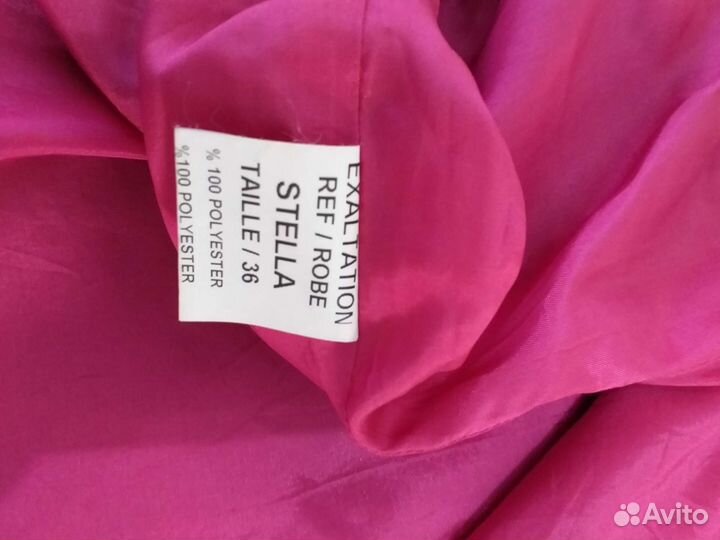 EXALTATION
REF / ROBE
STELLA
TAILLE / 36
% 100 POLYESTER
%100 POLYESTER
Avito